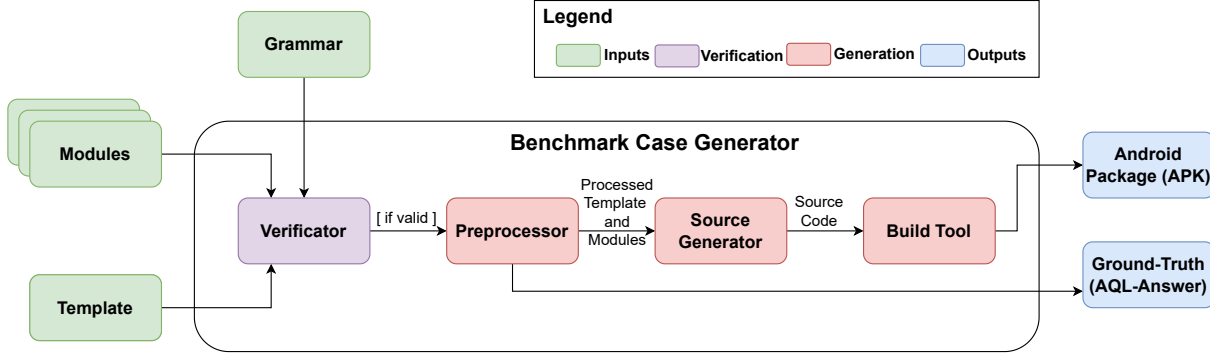 Legend
Inputs
Verification
Generation
Outputs
Grammar
Modules
Template
Benchmark Case Generator
Verificator
[ if valid ]
Preprocessor
Processed
Template
and
Modules
Source
Generator
Source
Code
Build Tool
Android
Package (APK)
Ground-Truth
(AQL-Answer)